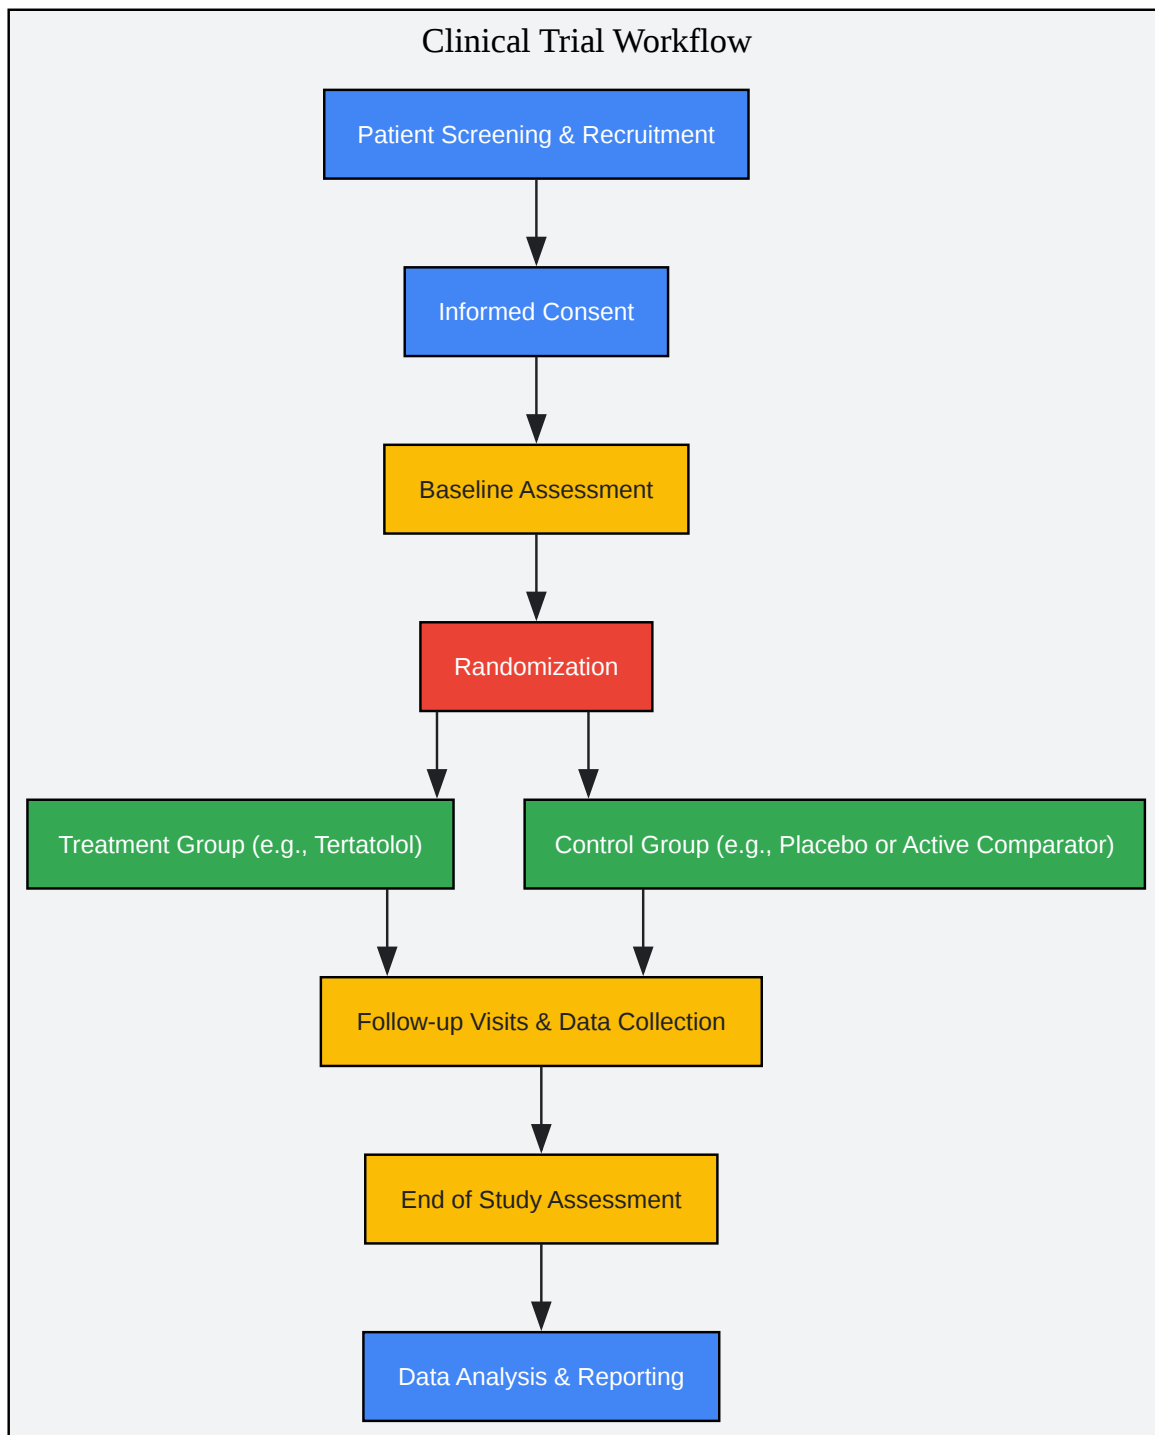 Clinical Trial Workflow
Patient Screening & Recruitment
Informed Consent
Baseline Assessment
Randomization
Treatment Group (e.g., Tertatolol)
Control Group (e.g., Placebo or Active Comparator)
Follow-up Visits & Data Collection
End of Study Assessment
Data Analysis & Reporting